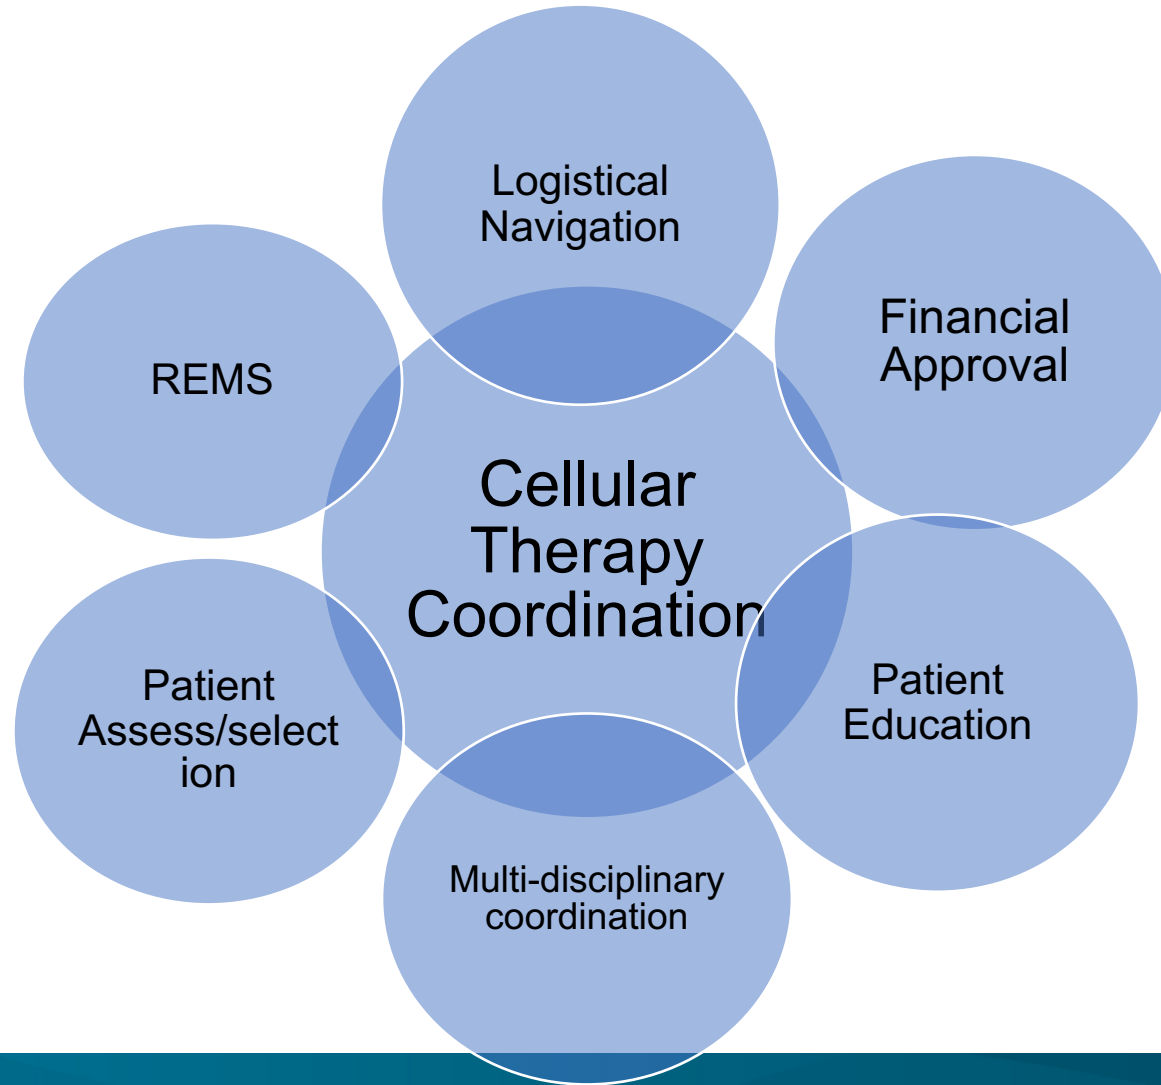 Logistical
Navigation
Financial
Approval
REMS
Cellular
Therapy
Coordination
Patient
Education
Patient
Assess/select
ion
Multi-disciplinary
coordination